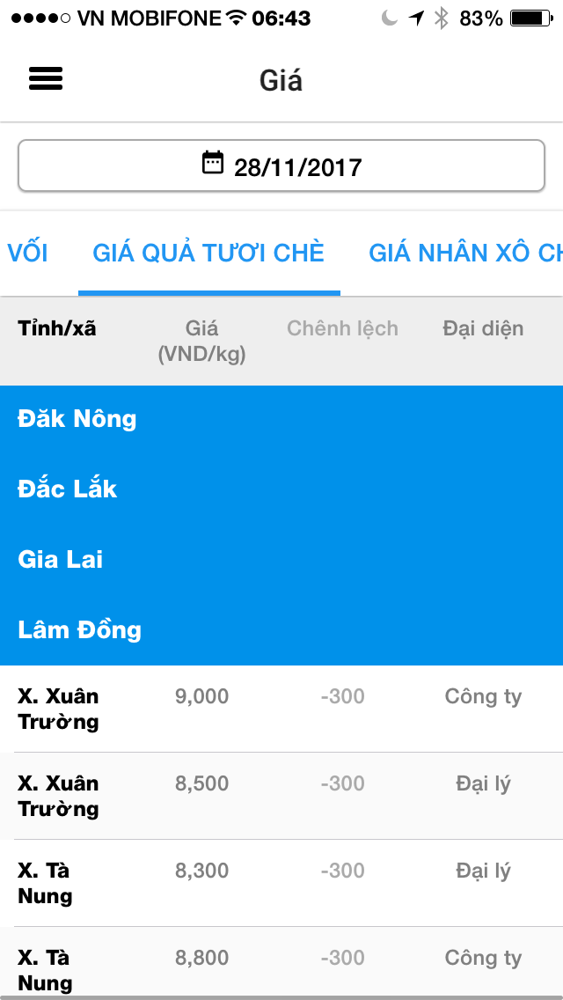 VN MOBIFONE 06:43 83%
Giá
28/11/2017
VỐI GIÁ QUẢ TƯƠI CHÈ GIÁ NHÂN XÔ CH
Tỉnh/xã Giá Chênh lệch Đại diện
(VND/kg)
Đăk Nông
Đắc Lắk
Gia Lai
Lâm Đồng
X. Xuân 9,000 -300 Công ty
Trường
X. Xuân 8,500 -300 Đại lý
Trường
X. Tà 8,300 -300 Đại lý
Nung
X. Tà 8,800 -300 Công ty
Nung